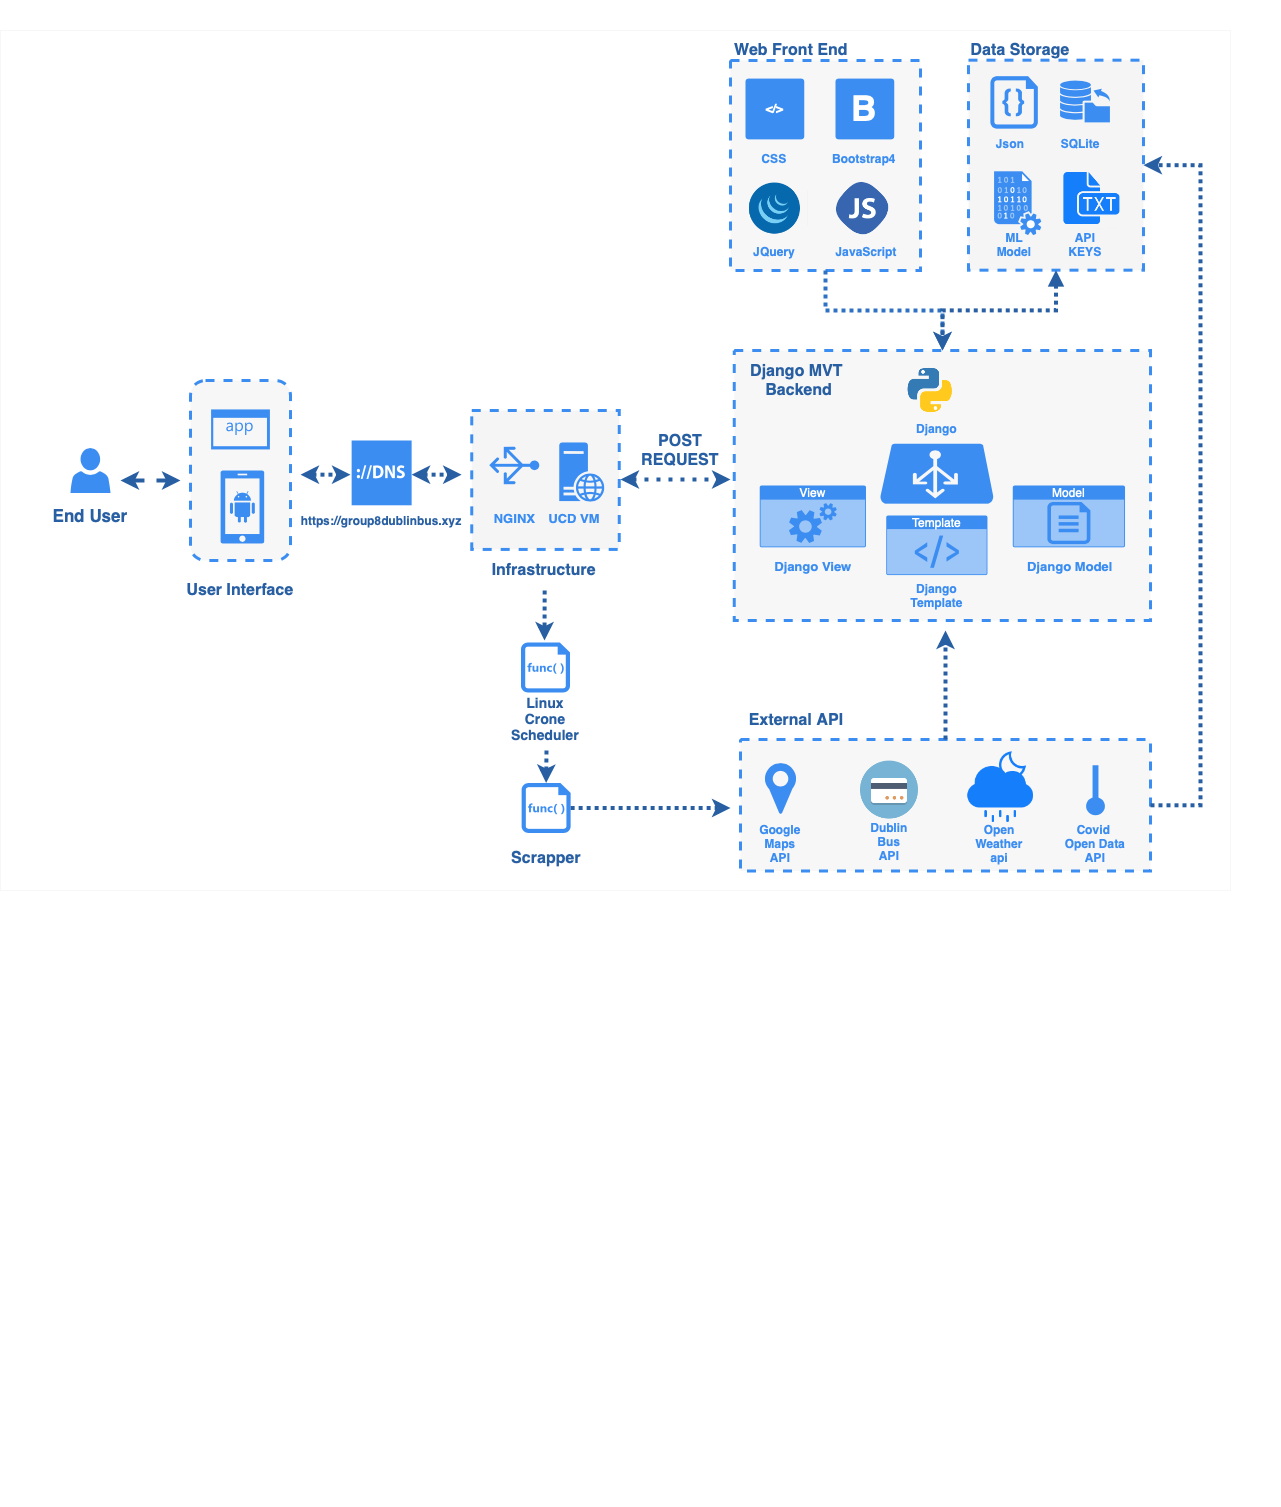 Web Front End
Data Storage
</>
B
{ }
CSS
Bootstrap4
Json
SQLite
JS
101
01010
10110
10100
010
TXT
JQuery
JavaScript
ML
Model
API
KEYS
Django MVT
Backend
Django
app
://DNS
End User
https://group8dublinbus.xyz
User Interface
NGINX
UCD VM
Infrastructure
POST
REQUEST
View
Django View
Template
</>
Django
Template
Model
Django Model
func( )
Linux
Crone
Scheduler
func( )
Scrapper
External API
Google
Maps
API
Dublin
Bus
API
Open
Weather
api
Covid
Open Data
API